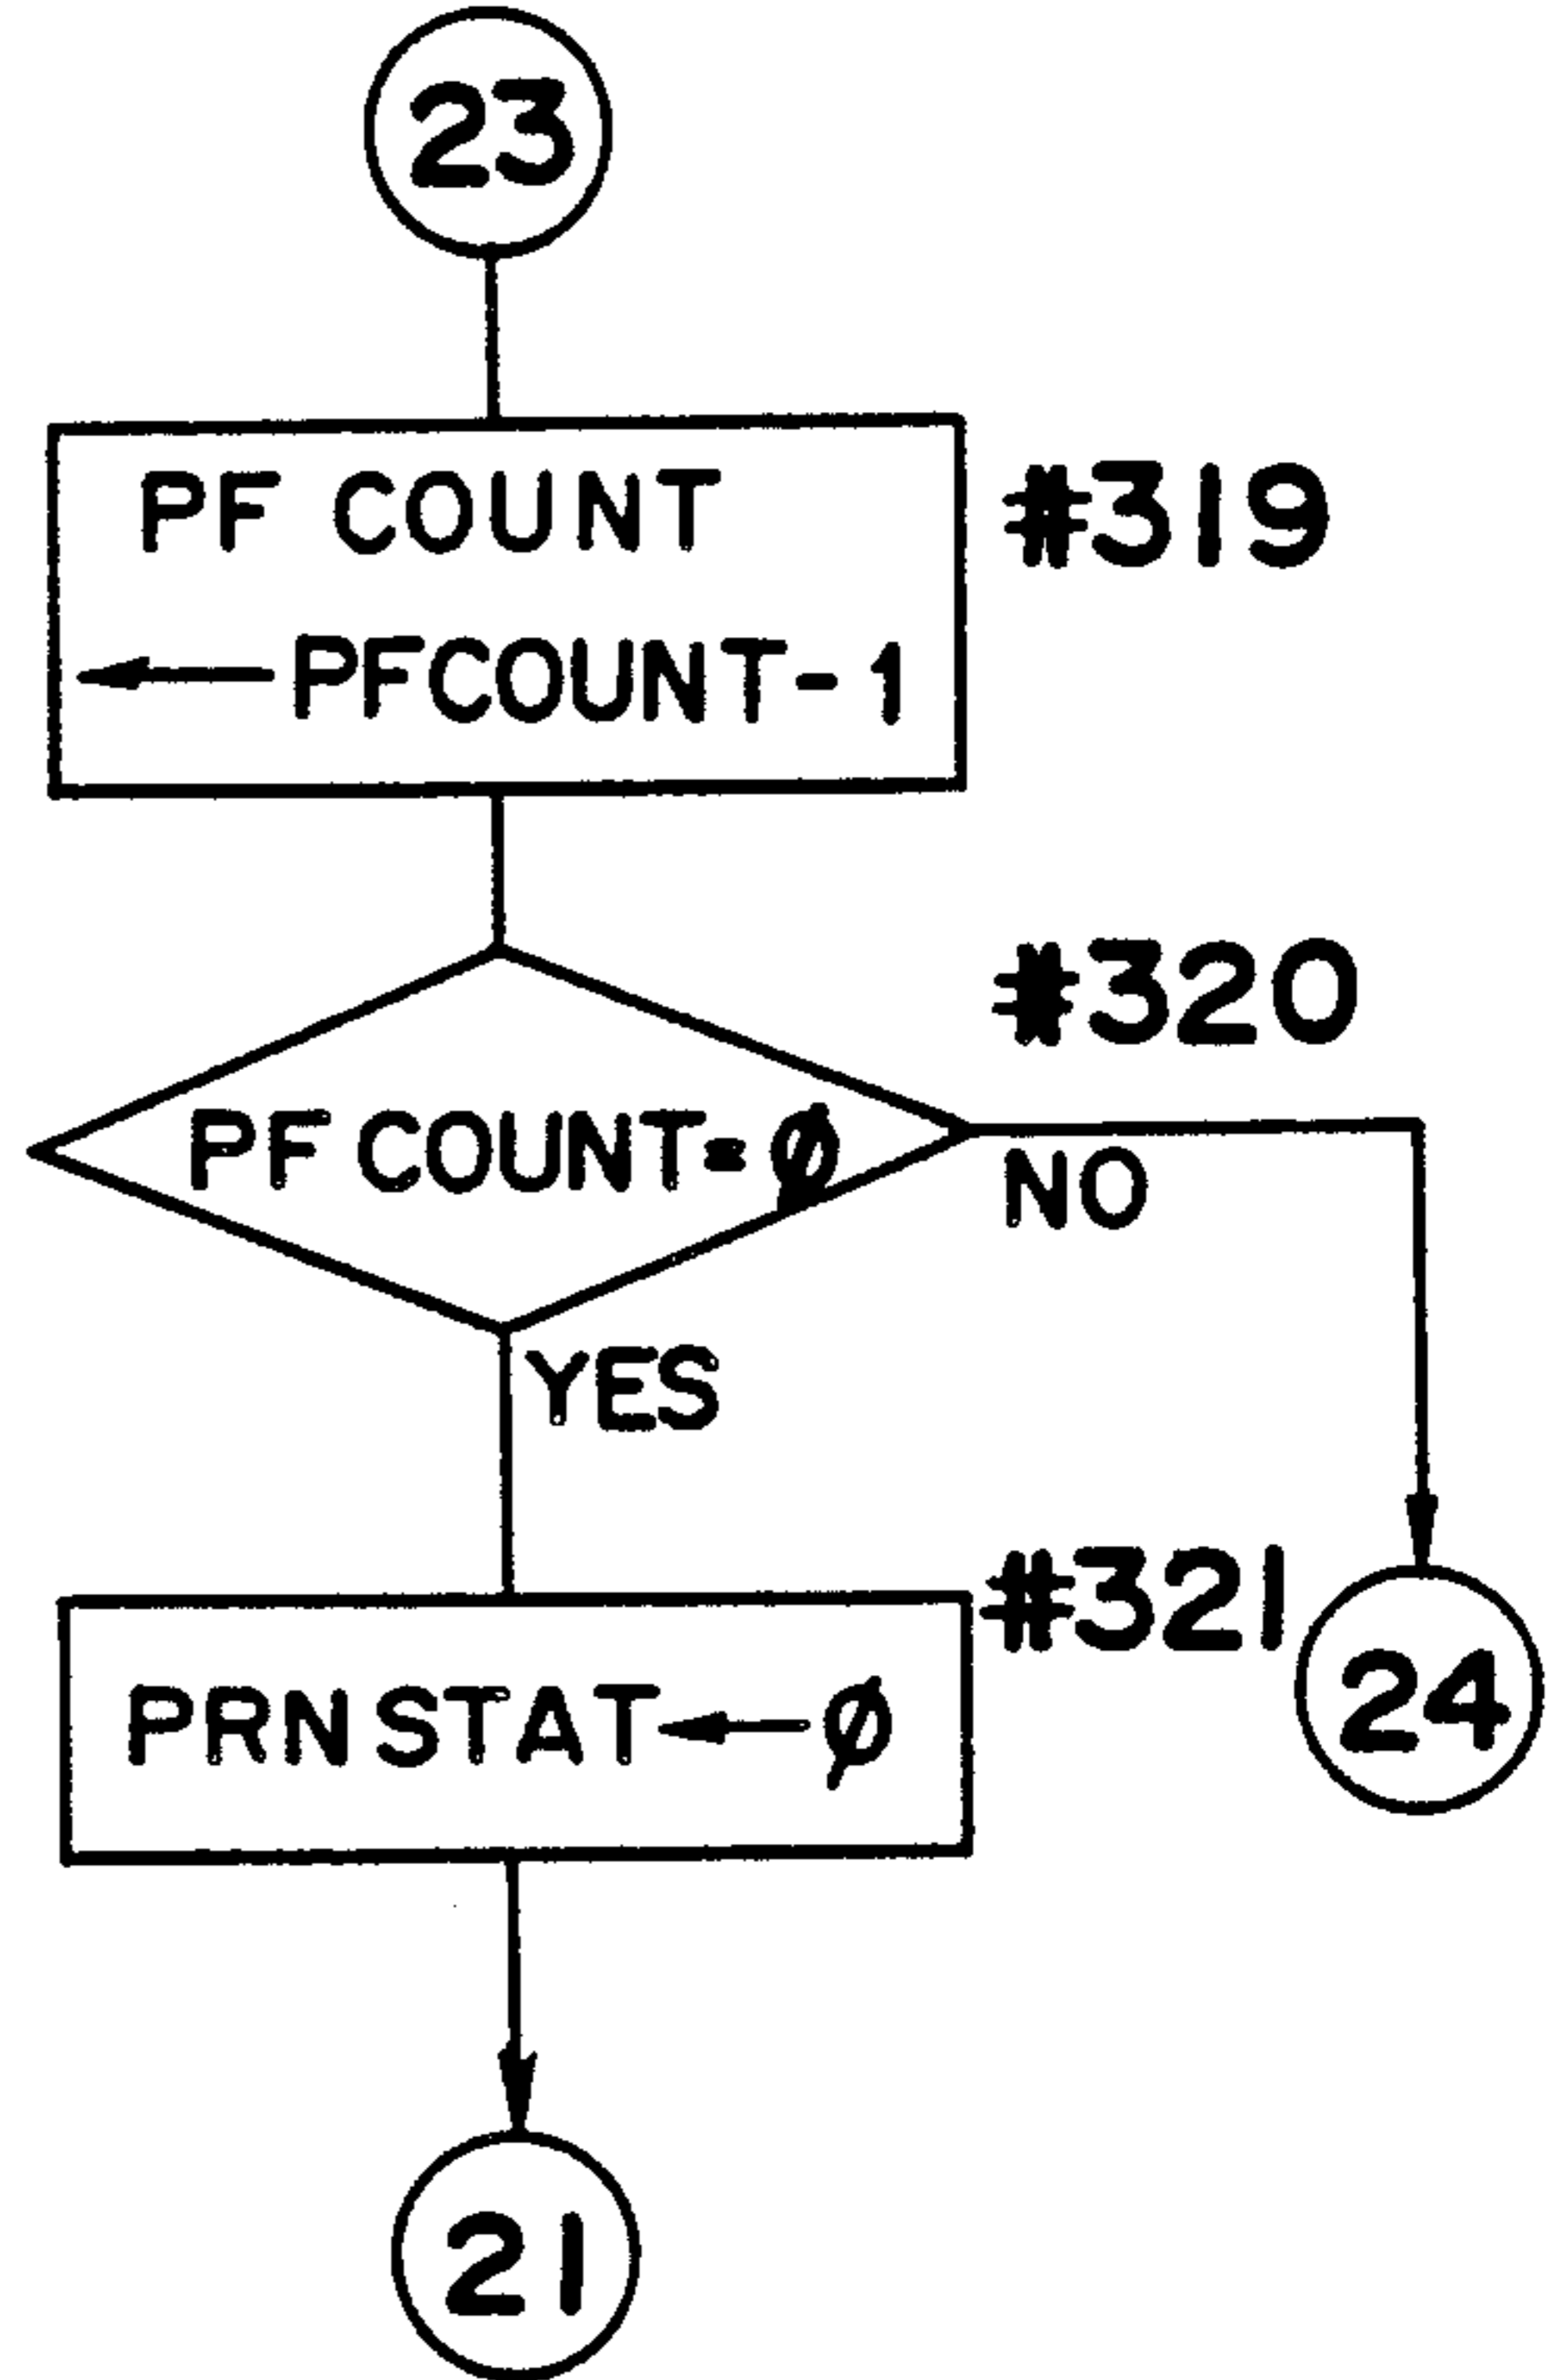 23
PF COUNT
#319
← PFCOUNT-1
#320
PF COUNT=Ø
NO
YES
#321
PRNSTAT←Ø
24
21